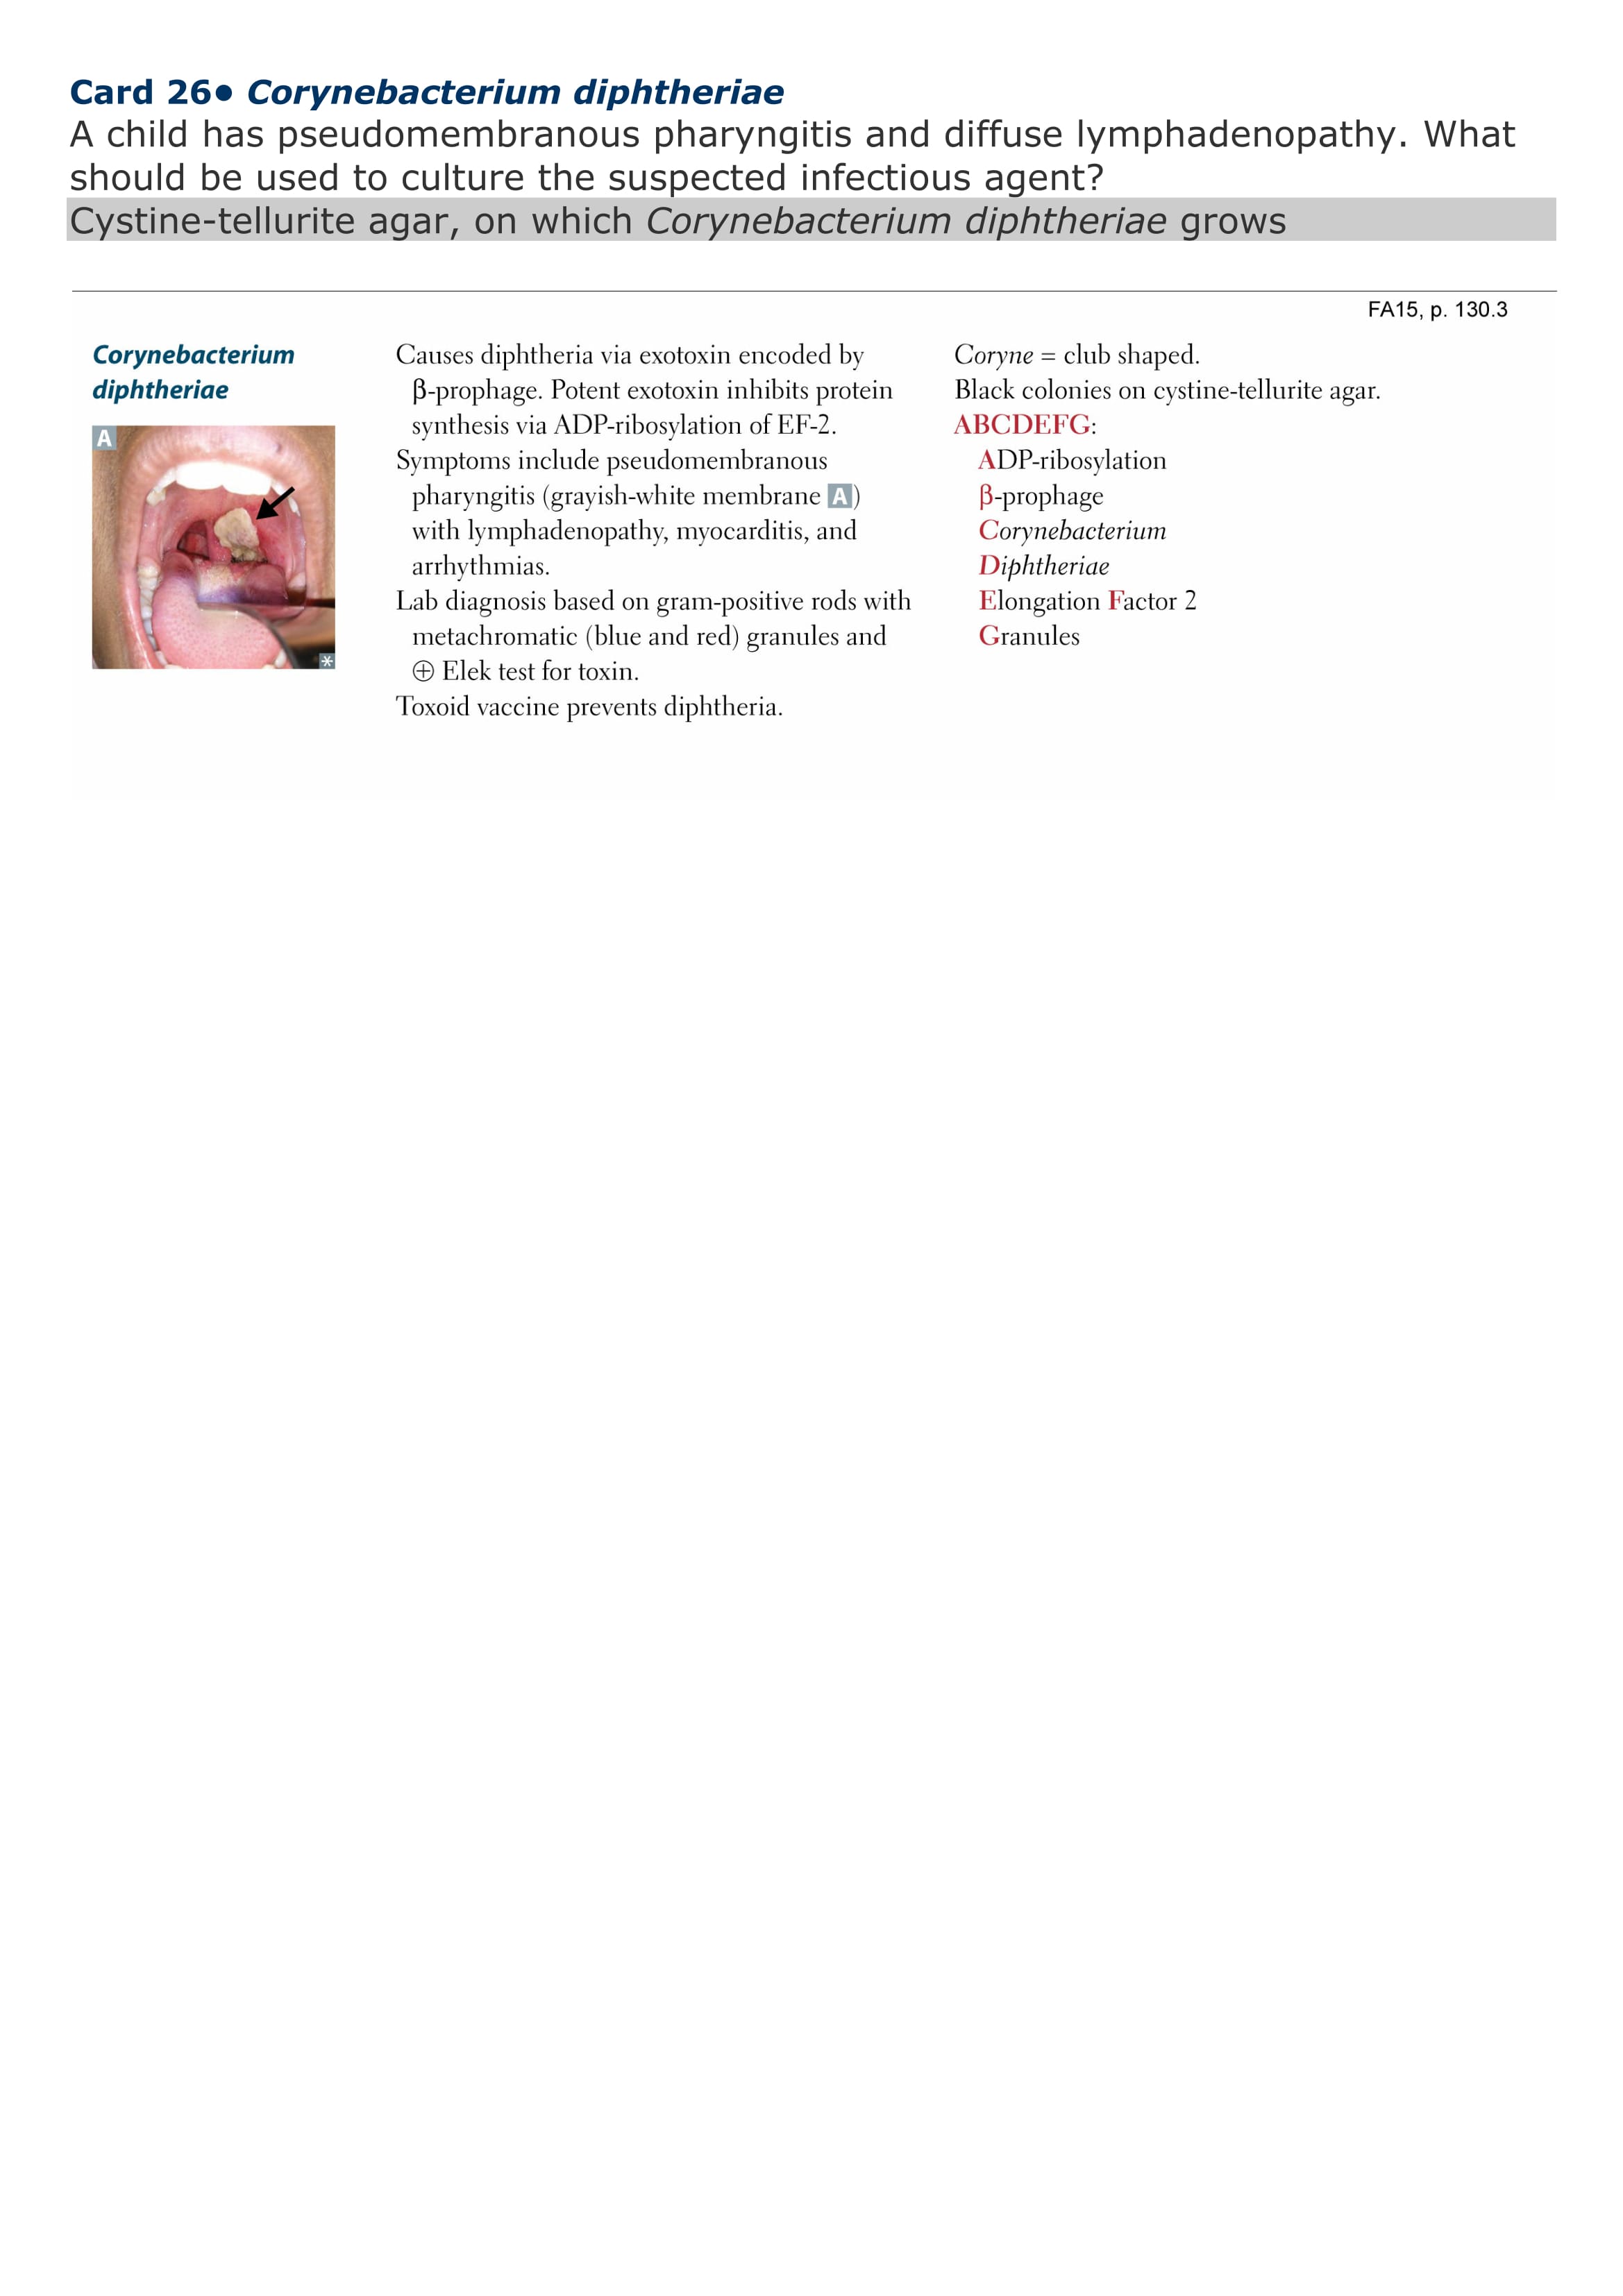 Card 26• Corynebacterium diphtheriae
A child has pseudomembranous pharyngitis and diffuse lymphadenopathy. What
should be used to culture the suspected infectious agent?
Cystine-tellurite agar, on which Corynebacterium diphtheriae grows
FA15, p. 130.3
Corynebacterium
diphtheriae
A
*
Causes diphtheria via exotoxin encoded by
β-prophage. Potent exotoxin inhibits protein
synthesis via ADP-ribosylation of EF-2.
Symptoms include pseudomembranous
pharyngitis (grayish-white membrane A)
with lymphadenopathy, myocarditis, and
arrhythmias.
Lab diagnosis based on gram-positive rods with
metachromatic (blue and red) granules and
⊕ Elek test for toxin.
Toxoid vaccine prevents diphtheria.
Coryne = club shaped.
Black colonies on cystine-tellurite agar.
ABCDEFG:
ADP-ribosylation
β-prophage
Corynebacterium
Diphtheriae
Elongation Factor 2
Granules